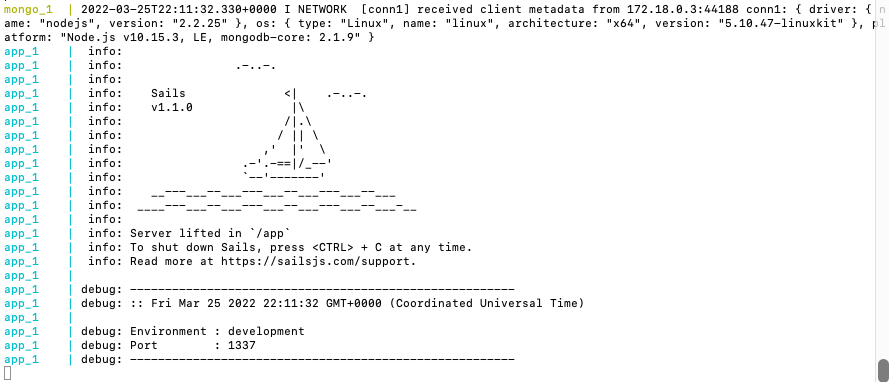 mongo_1  | 2022-03-25T22:11:32.330+0000 I NETWORK  [conn1] received client metadata from 172.18.0.3:44188 conn1: { driver: { n
ame: "nodejs", version: "2.2.25" }, os: { type: "Linux", name: "linux", architecture: "x64", version: "5.10.47-linuxkit" }, pl
atform: "Node.js v10.15.3, LE, mongodb-core: 2.1.9" }
app_1    |  info:
app_1    |  info:                .-..-.
app_1    |  info:
app_1    |  info:    Sails              <|    .-..-.
app_1    |  info:    v1.1.0              |\
app_1    |  info:                       /|.\
app_1    |  info:                      / || \
app_1    |  info:                    ,'  |'  \
app_1    |  info:                 .-'.-==|/_--'
app_1    |  info:                 `--'-------'
app_1    |  info:    __---___--___---___--___---___--___
app_1    |  info:  ____---___--___---___--___---___--___-__
app_1    |  info:
app_1    |  info: Server lifted in `/app`
app_1    |  info: To shut down Sails, press <CTRL> + C at any time.
app_1    |  info: Read more at https://sailsjs.com/support.
app_1    |
app_1    | debug: -------------------------------------------------------
app_1    | debug: :: Fri Mar 25 2022 22:11:32 GMT+0000 (Coordinated Universal Time)
app_1    |
app_1    | debug: Environment : development
app_1    | debug: Port        : 1337
app_1    | debug: -------------------------------------------------------